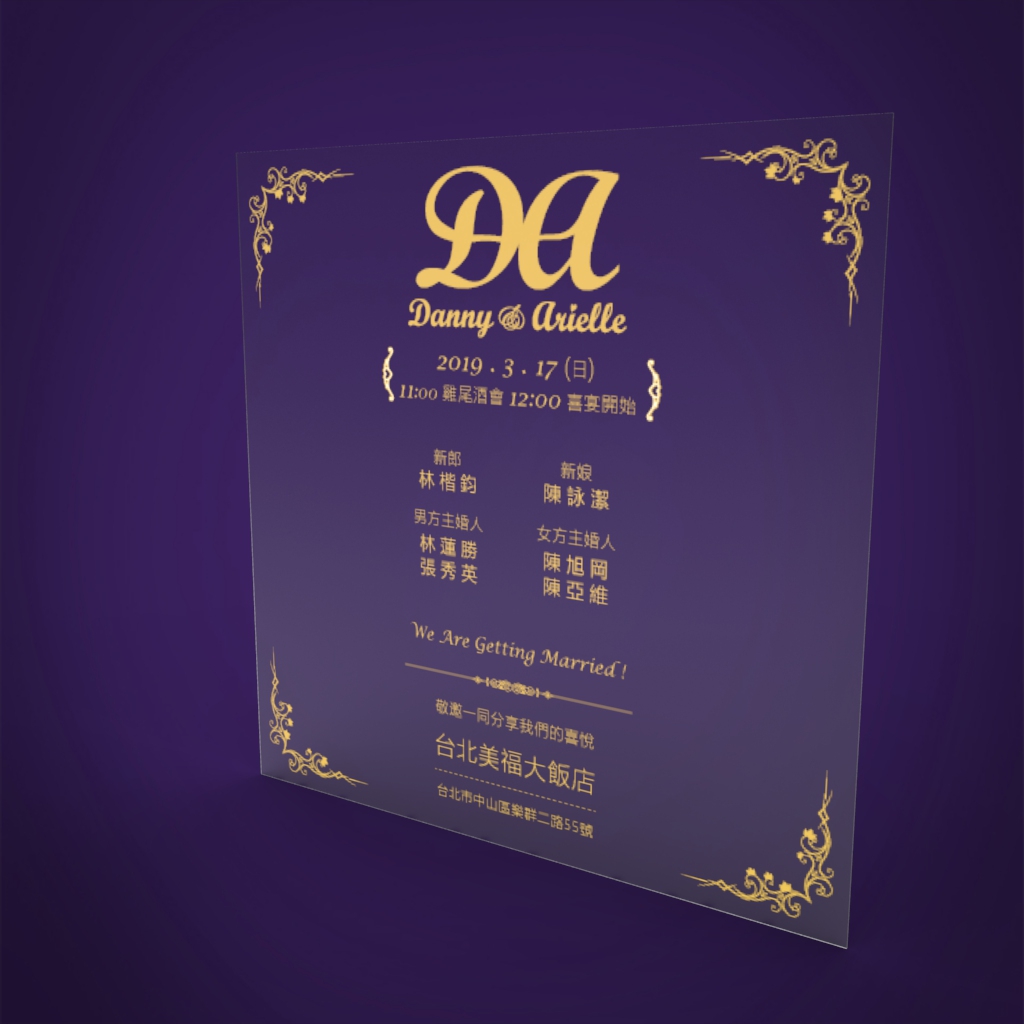 DA
Danny & Arielle
2019 . 3 . 17 (日)
11:00 雞尾酒會 12:00 喜宴開始
新郎 新娘
林楷鈞 陳詠潔
男方主婚人 女方主婚人
林蓮勝 陳旭岡
張秀英 陳亞維
We Are Getting Married !
敬邀一同分享我們的喜悅
台北美福大飯店
台北市中山區樂群二路55號